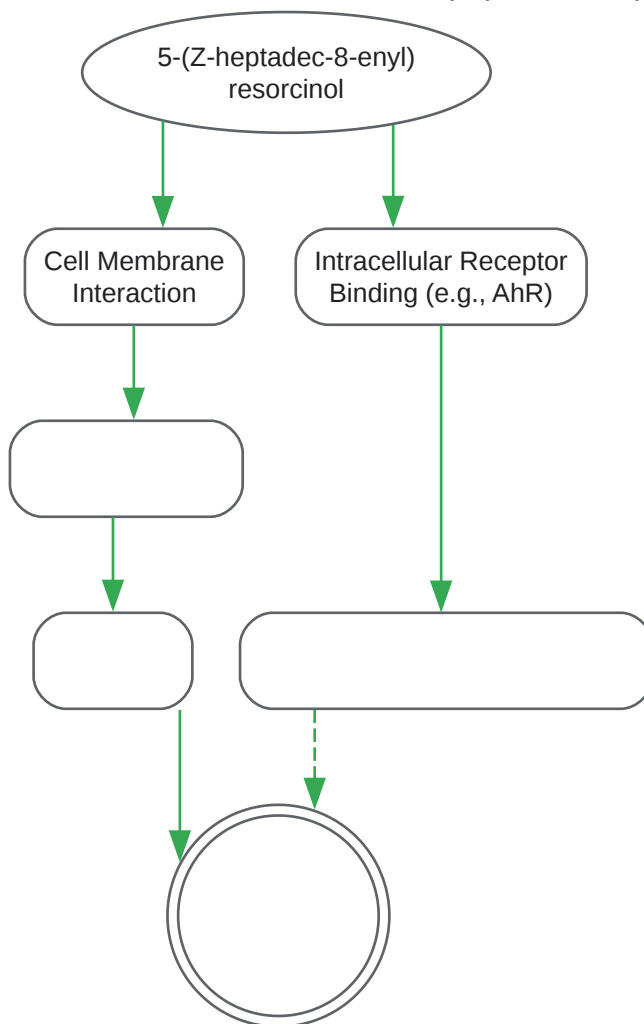 5-(Z-heptadec-8-enyl)
resorcinol
Cell Membrane
Interaction
Intracellular Receptor
Binding (e.g., AhR)